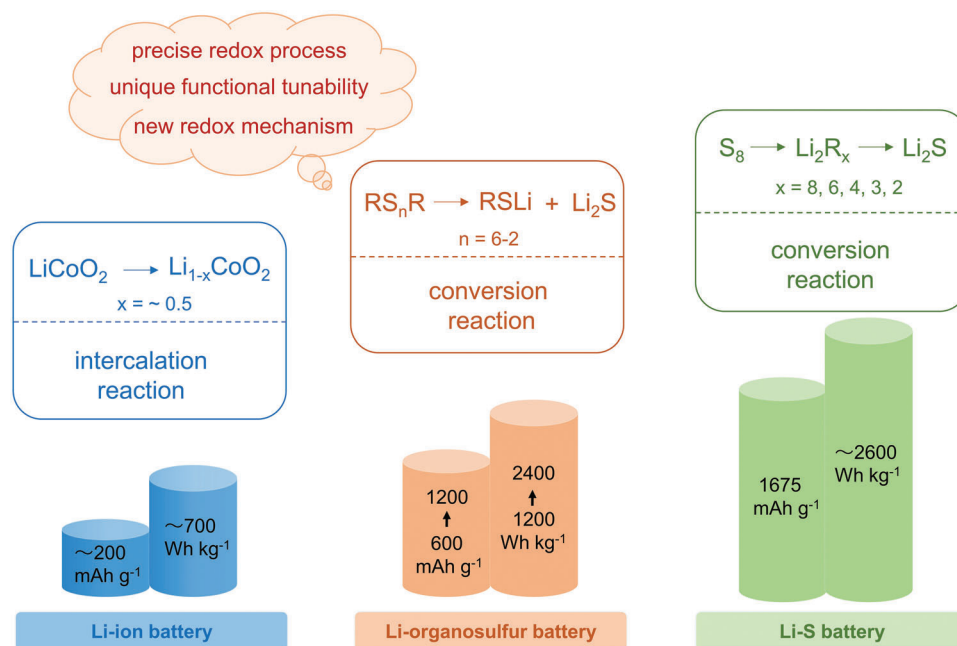 precise redox process
unique functional tunability
new redox mechanism
LiCoO₂ → Li₁₋ₓCoO₂
x = ~ 0.5
intercalation
reaction
~200
mAh g⁻¹
~700
Wh kg⁻¹
Li-ion battery
RSₙR → RSLi + Li₂S
n = 6-2
conversion
reaction
1200
↑
600
mAh g⁻¹
2400
↑
1200
Wh kg⁻¹
Li-organosulfur battery
S₈ → Li₂Rₓ → Li₂S
x = 8, 6, 4, 3, 2
conversion
reaction
1675
mAh g⁻¹
~2600
Wh kg⁻¹
Li-S battery